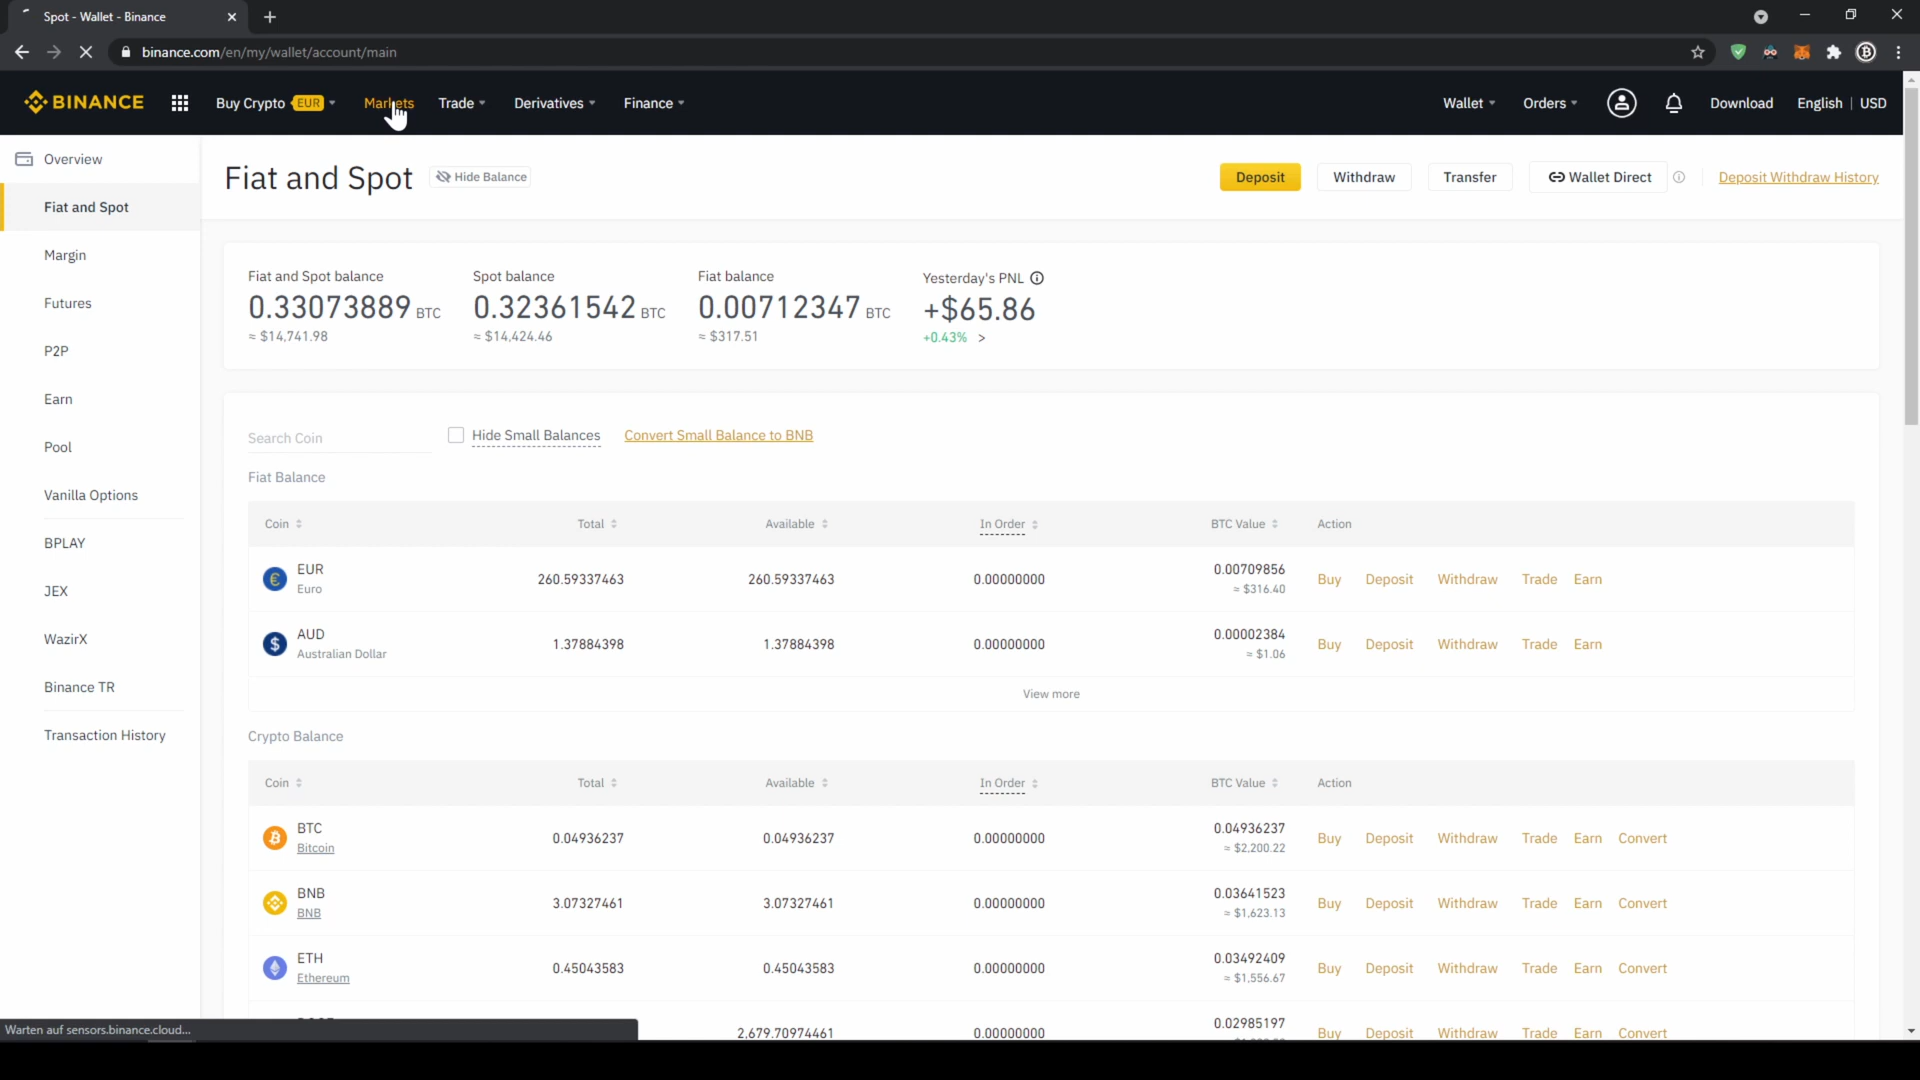 Spot - Wallet - Binance
binance.com/en/my/wallet/account/main
BINANCE Buy Crypto EUR Markets Trade Derivatives Finance Wallet Orders Download English | USD
Overview
Fiat and Spot
Margin
Futures
P2P
Earn
Pool
Vanilla Options
BPLAY
JEX
WazirX
Binance TR
Transaction History
Fiat and Spot Hide Balance Deposit Withdraw Transfer Wallet Direct Deposit Withdraw History
Fiat and Spot balance Spot balance Fiat balance Yesterday's PNL
0.33073889 BTC 0.32361542 BTC 0.00712347 BTC +$65.86
≈ $14,741.98 ≈ $14,424.46 ≈ $317.51 +0.43% >
Search Coin Hide Small Balances Convert Small Balance to BNB
Fiat Balance
Coin Total Available In Order BTC Value Action
EUR 260.59337463 260.59337463 0.00000000 0.00709856 Buy Deposit Withdraw Trade Earn
Euro ≈ $316.40
AUD 1.37884398 1.37884398 0.00000000 0.00002384 Buy Deposit Withdraw Trade Earn
Australian Dollar ≈ $1.06
View more
Crypto Balance
Coin Total Available In Order BTC Value Action
BTC 0.04936237 0.04936237 0.00000000 0.04936237 Buy Deposit Withdraw Trade Earn Convert
Bitcoin ≈ $2,200.22
BNB 3.07327461 3.07327461 0.00000000 0.03641523 Buy Deposit Withdraw Trade Earn Convert
BNB ≈ $1,623.13
ETH 0.45043583 0.45043583 0.00000000 0.03492409 Buy Deposit Withdraw Trade Earn Convert
Ethereum ≈ $1,556.67
2,679.70974461 0.00000000 0.02985197 Buy Deposit Withdraw Trade Earn Convert
Warten auf sensors.binance.cloud...